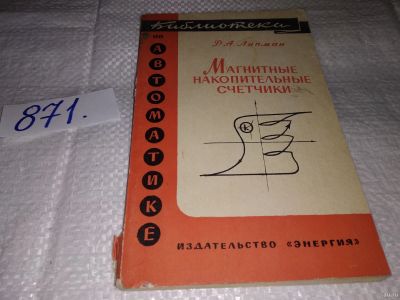 871.
Библиотека
по
АВТОМАТИКЕ
Р. А. Липман
МАГНИТНЫЕ
НАКОПИТЕЛЬНЫЕ
СЧЕТЧИКИ
ИЗДАТЕЛЬСТВО «ЭНЕРГИЯ»